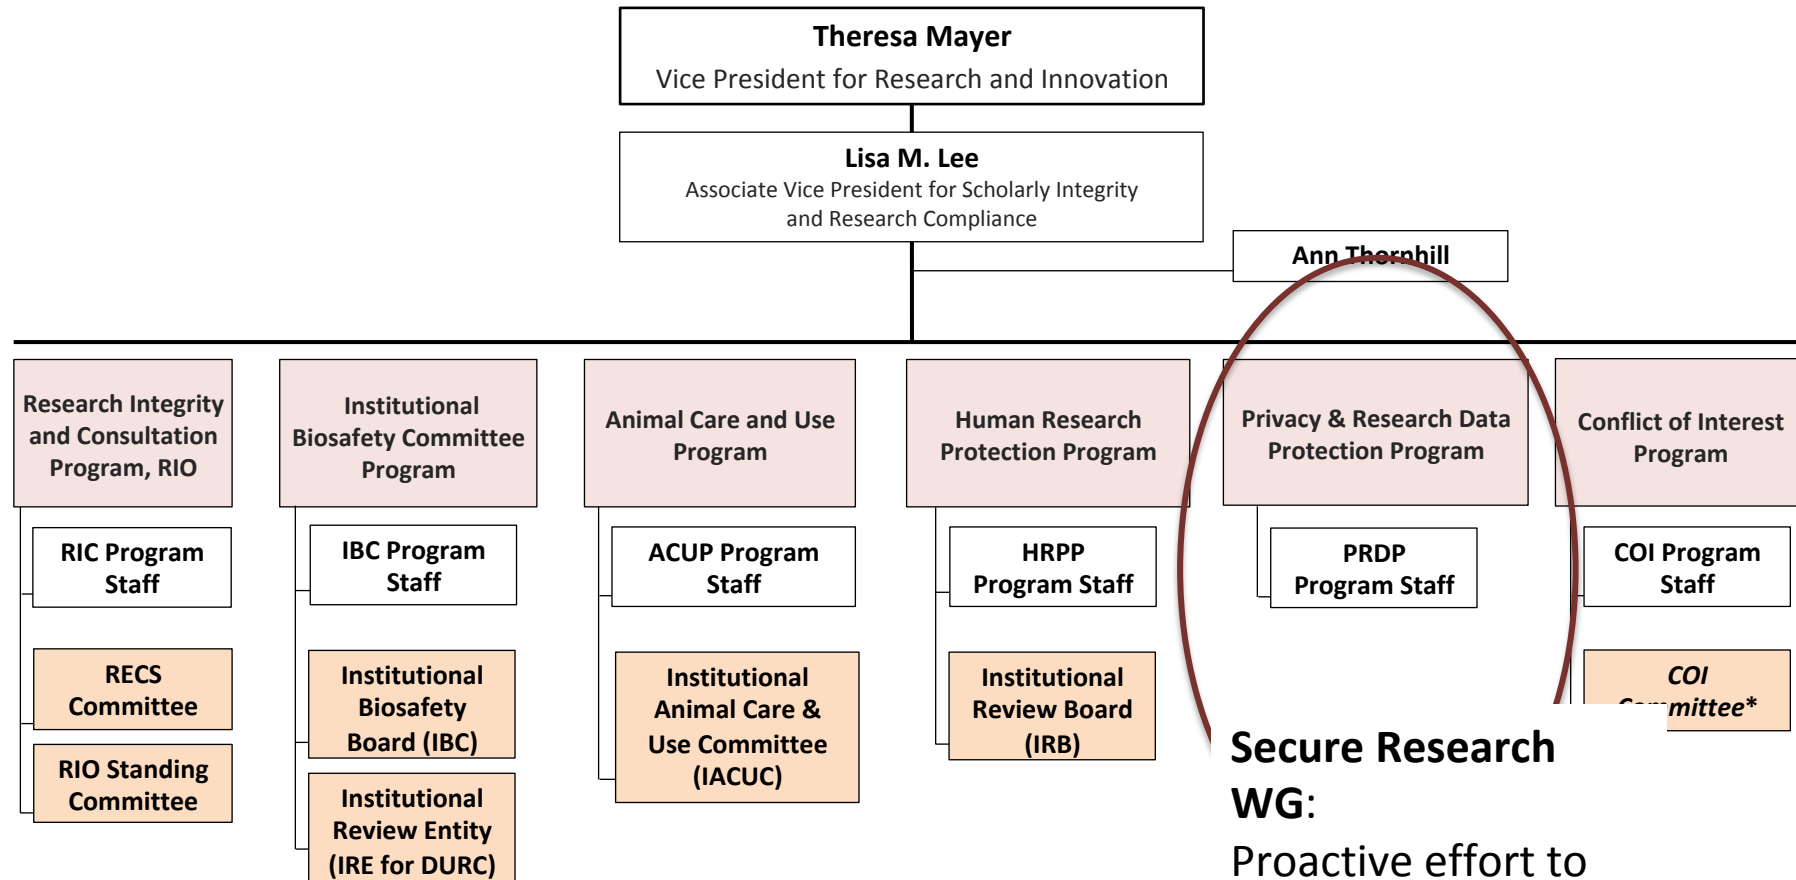 Theresa Mayer
Vice President for Research and Innovation
Lisa M. Lee
Associate Vice President for Scholarly Integrity
and Research Compliance
Ann Thornhill
Research Integrity
and Consultation
Program, RIO
Institutional
Biosafety Committee
Program
Animal Care and Use
Program
Human Research
Protection Program
Privacy & Research Data
Protection Program
Conflict of Interest
Program
RIC Program
Staff
IBC Program
Staff
ACUP Program
Staff
HRPP
Program Staff
PRDP
Program Staff
COI Program
Staff
RECS
Committee
RIO Standing
Committee
Institutional
Biosafety
Board (IBC)
Institutional
Review Entity
(IRE for DURC)
Institutional
Animal Care &
Use Committee
(IACUC)
Institutional
Review Board
(IRB)
COI
Committee*
Secure Research
WG:
Proactive effort to